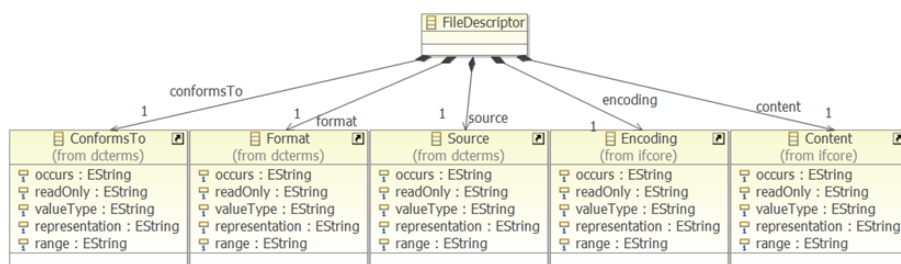 FileDescriptor
conformsTo
format
source
encoding
content
1
1
1
1
1
ConformsTo
(from dcterms)
occurs : EString
readOnly : EString
valueType : EString
representation : EString
range : EString
Format
(from dcterms)
occurs : EString
readOnly : EString
valueType : EString
representation : EString
range : EString
Source
(from dcterms)
occurs : EString
readOnly : EString
valueType : EString
representation : EString
range : EString
Encoding
(from ifcore)
occurs : EString
readOnly : EString
valueType : EString
representation : EString
range : EString
Content
(from ifcore)
occurs : EString
readOnly : EString
valueType : EString
representation : EString
range : EString